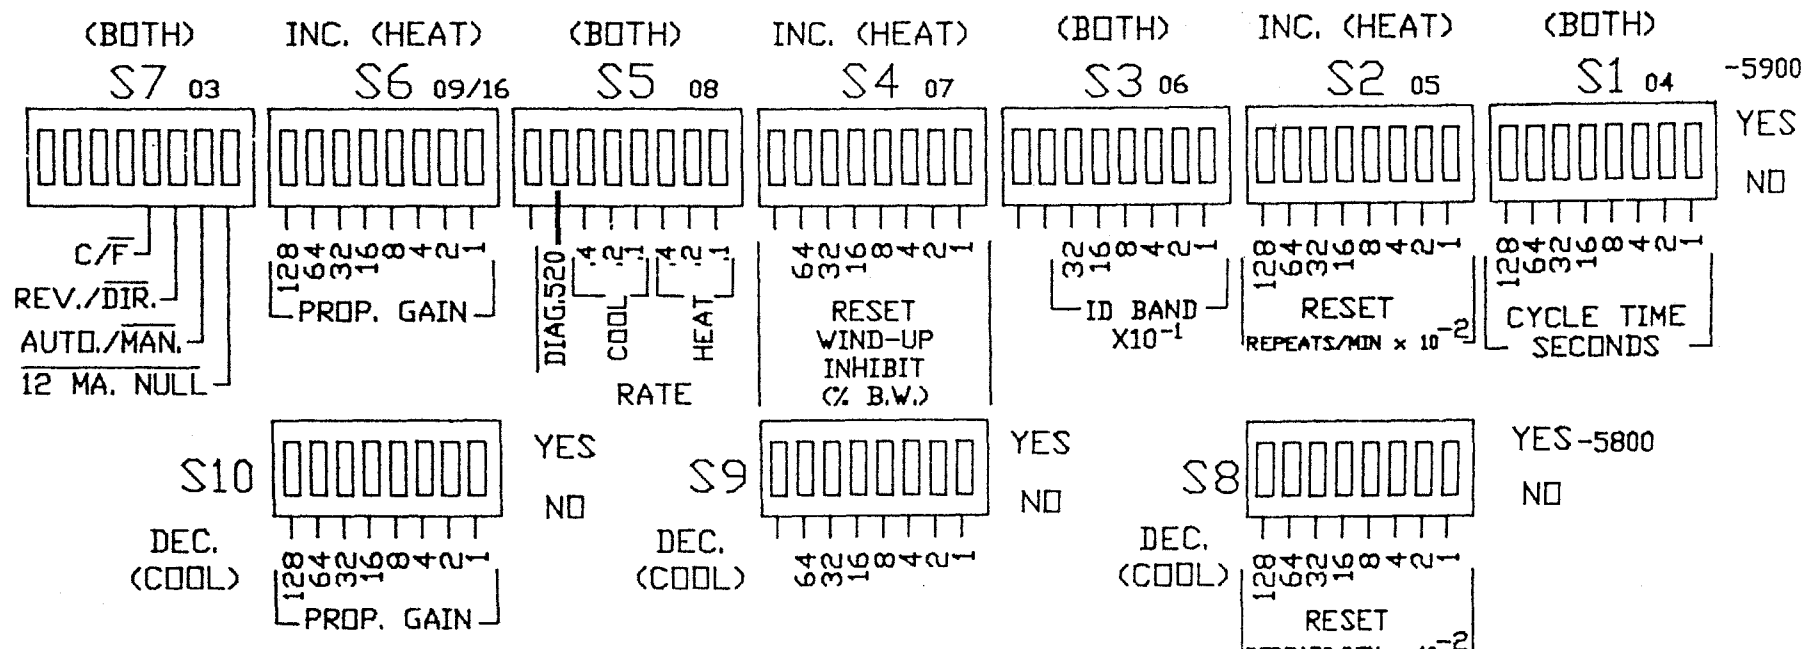 (BOTH) INC. (HEAT) (BOTH) INC. (HEAT) (BOTH) INC. (HEAT) (BOTH)
S7 03 S6 09/16 S5 08 S4 07 S3 06 S2 05 S1 04 -5900
YES
NO
C/F
REV./DIR.
AUTO./MAN.
12 MA. NULL
128 64 32 16 8 4 2 1
PROP. GAIN
DIAG.520
.4 .2 .1 .4 .2 .1
COOL HEAT
RATE
64 32 16 8 4 2 1
RESET
WIND-UP
INHIBIT
(% B.W.)
32 16 8 4 2 1
ID BAND
X10-1
128 64 32 16 8 4 2 1
RESET
REPEATS/MIN x 10-2
128 64 32 16 8 4 2 1
CYCLE TIME
SECONDS
S10 YES
NO
DEC.
(COOL)
128 64 32 16 8 4 2 1
PROP. GAIN
S9 YES
NO
DEC.
(COOL)
64 32 16 8 4 2 1
S8 YES -5800
NO
DEC.
(COOL)
128 64 32 16 8 4 2 1
RESET